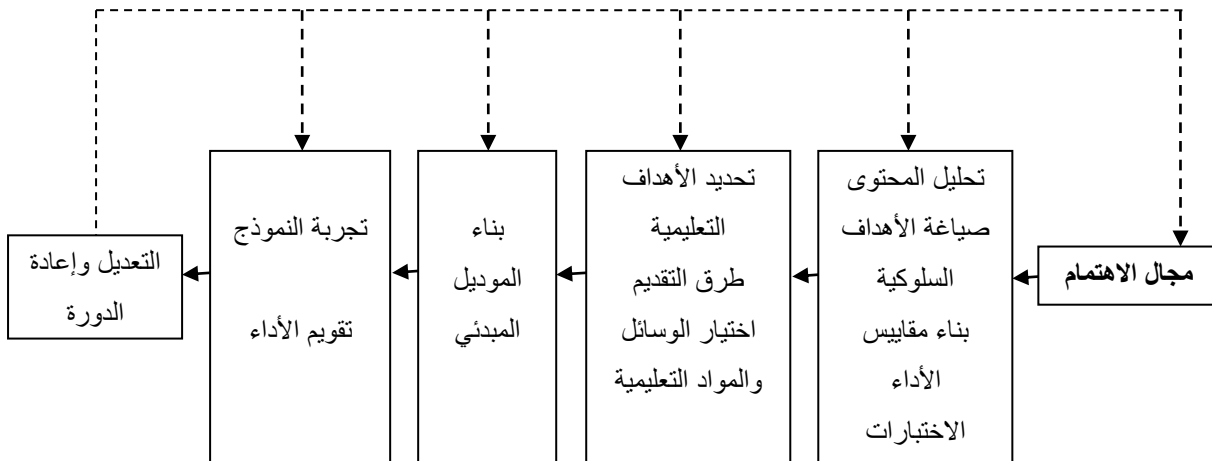 مجال الاهتمام
تحليل المحتوى
صياغة الأهداف
السلوكية
بناء مقاييس
الأداء
الاختبارات
تحديد الأهداف
التعليمية
طرق التقديم
اختيار الوسائل
والمواد التعليمية
بناء
الموديل
المبدئي
تجربة النموذج
تقويم الأداء
التعديل وإعادة
الدورة